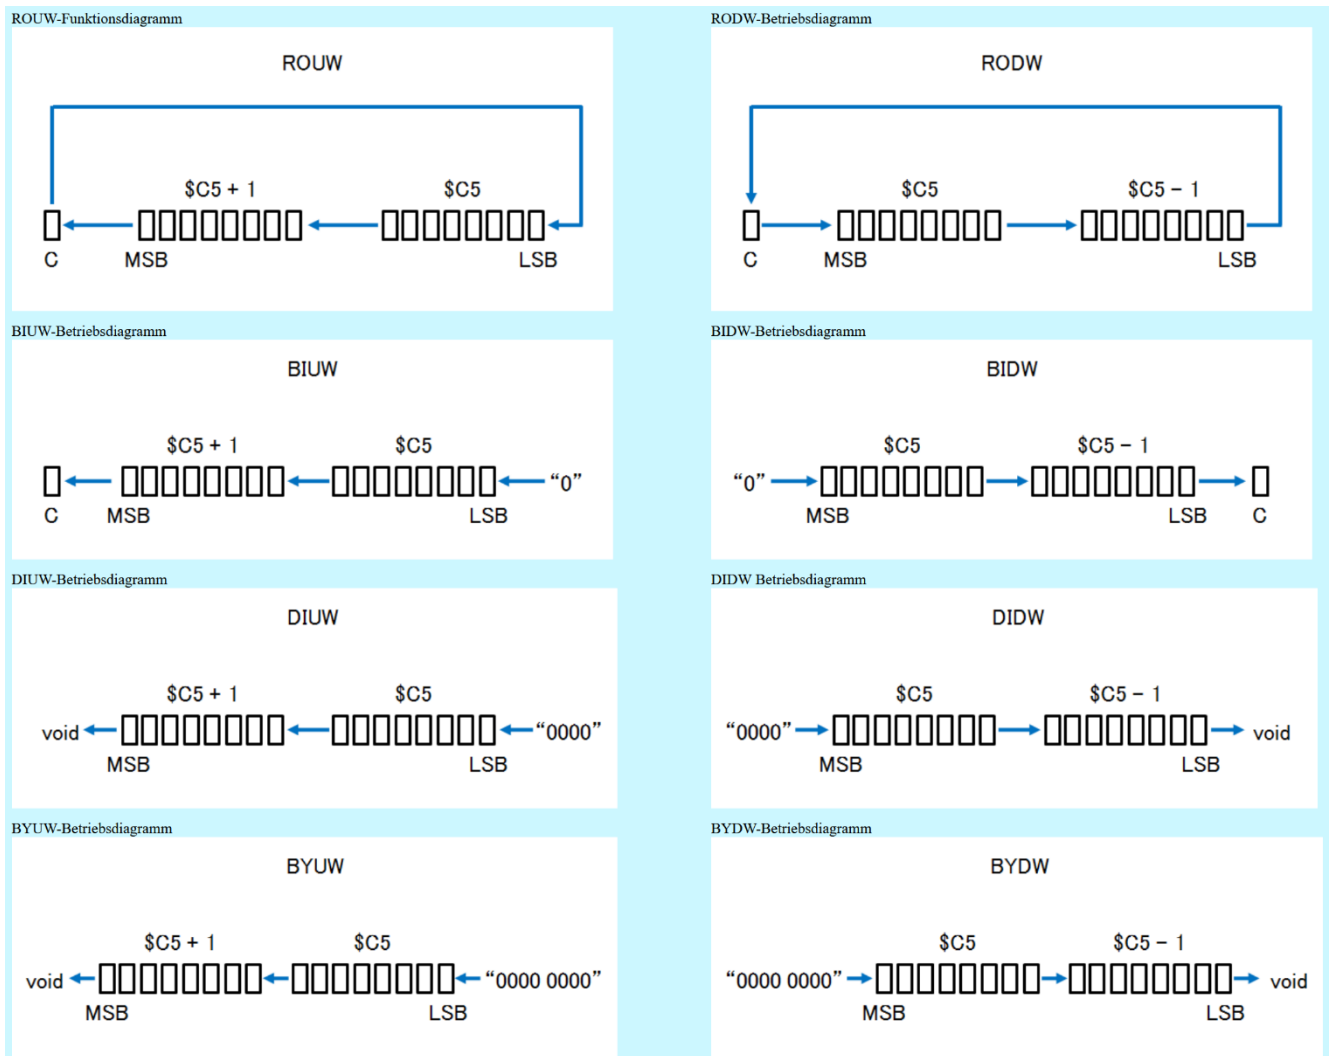 ROUW-Funktionsdiagramm
ROUW
$C5 + 1 $C5
C MSB LSB
RODW-Betriebsdiagramm
RODW
$C5 $C5 - 1
C MSB LSB
BIUW-Betriebsdiagramm
BIUW
$C5 + 1 $C5
"0"
C MSB LSB
BIDW-Betriebsdiagramm
BIDW
$C5 $C5 - 1
"0"
MSB LSB C
DIUW-Betriebsdiagramm
DIUW
$C5 + 1 $C5
void "0000"
MSB LSB
DIDW Betriebsdiagramm
DIDW
$C5 $C5 - 1
"0000" void
MSB LSB
BYUW-Betriebsdiagramm
BYUW
$C5 + 1 $C5
void "0000 0000"
MSB LSB
BYDW-Betriebsdiagramm
BYDW
$C5 $C5 - 1
"0000 0000" void
MSB LSB